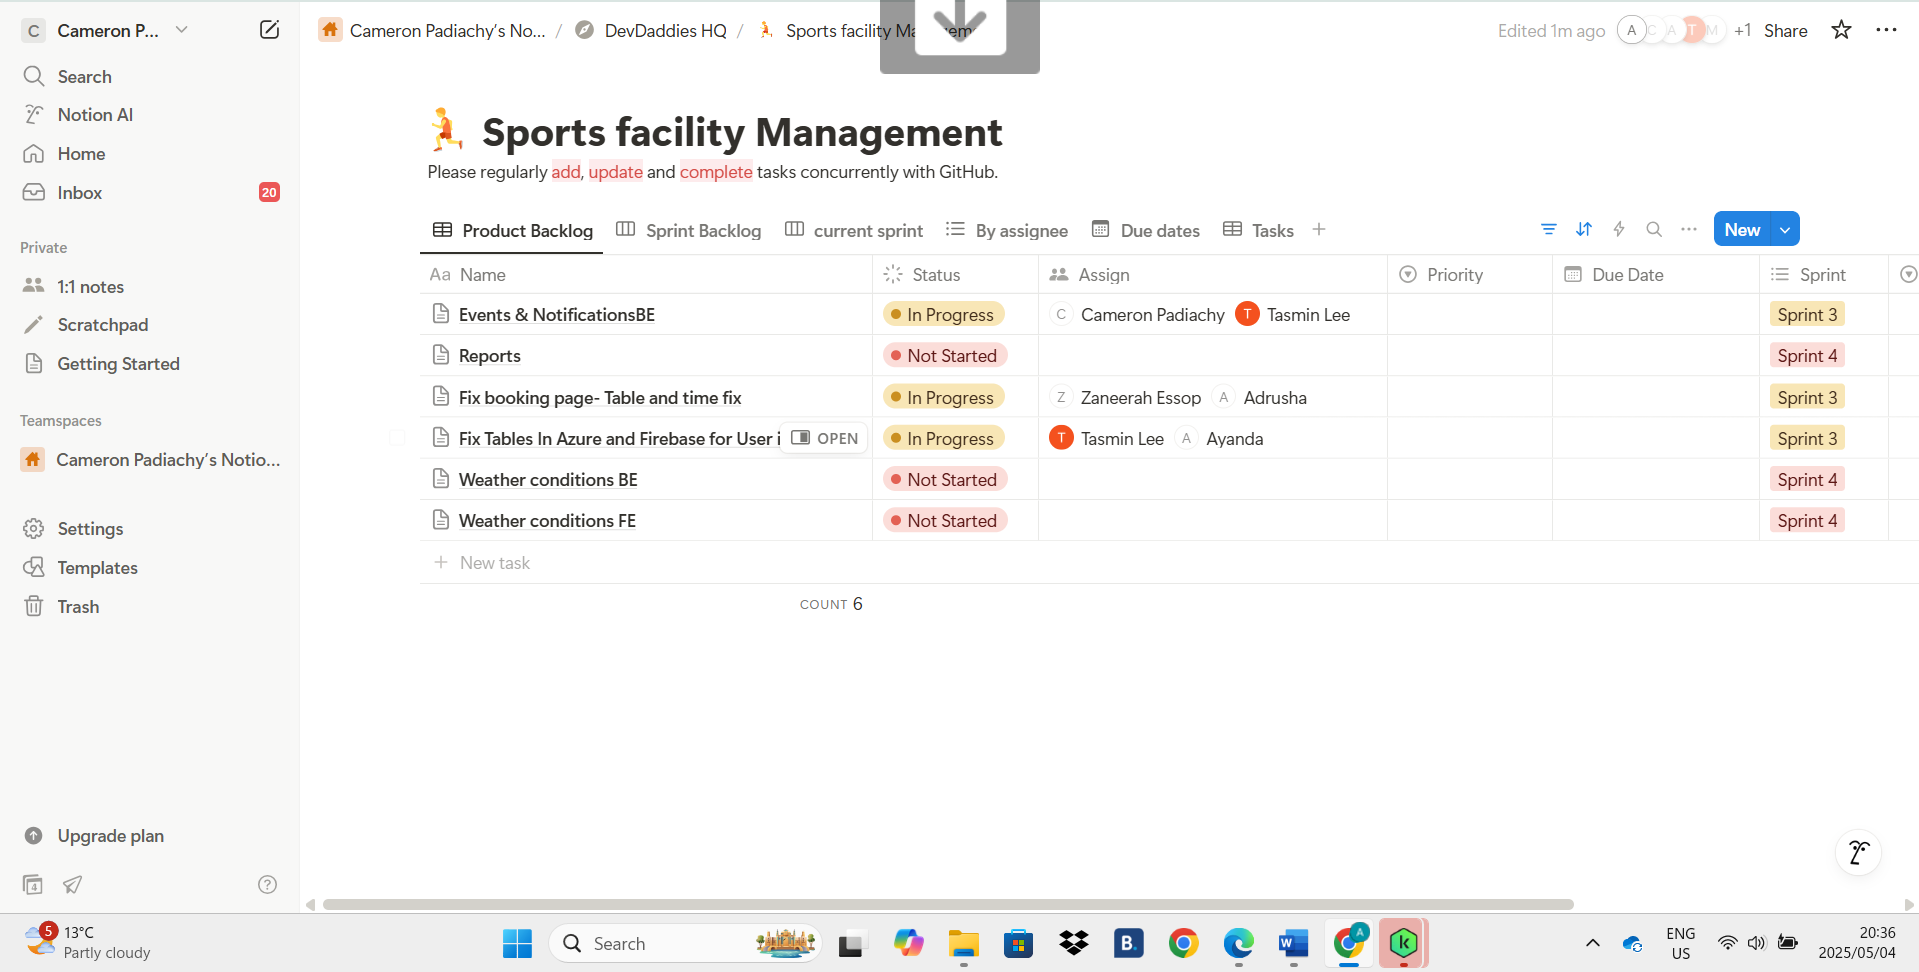 C Cameron P...
Search
Notion AI
Home
Inbox 20
Private
1:1 notes
Scratchpad
Getting Started
Teamspaces
Cameron Padiachy's Notio...
Settings
Templates
Trash
Upgrade plan
4
?
Cameron Padiachy's No... / DevDaddies HQ / Sports facility
Edited 1m ago A C A T M +1 Share
Sports facility Management
Please regularly add, update and complete tasks concurrently with GitHub.
Product Backlog Sprint Backlog current sprint By assignee Due dates Tasks New
Aa Name Status Assign Priority Due Date Sprint
Events & NotificationsBE In Progress C Cameron Padiachy T Tasmin Lee Sprint 3
Reports Not Started Sprint 4
Fix booking page- Table and time fix In Progress Z Zaneerah Essop A Adrusha Sprint 3
Fix Tables In Azure and Firebase for User i OPEN In Progress T Tasmin Lee A Ayanda Sprint 3
Weather conditions BE Not Started Sprint 4
Weather conditions FE Not Started Sprint 4
New task
COUNT 6
5 13°C
Partly cloudy
Search
B.
W
A
k
ENG
US
20:36
2025/05/04